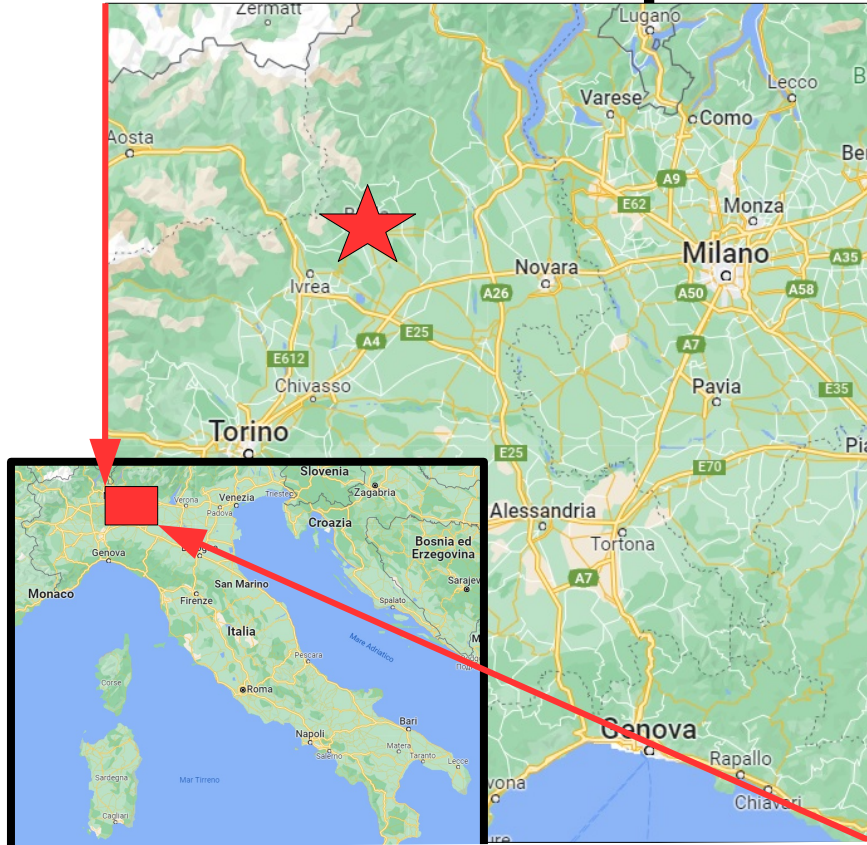 Zermatt
Lugano
Lecco
Varese
Como
Aosta
A9
E62
Monza
Milano
A35
Novara
Ivrea
A26
A50
A58
E25
A4
A7
E612
Chivasso
Pavia
E35
Torino
E25
E70
Alessandria
Tortona
A7
Genova
Rapallo
Chiavari
Slovenia
Zagabria
Verona
Venezia
Trieste
Padova
Croazia
Bosnia ed
Erzegovina
Genova
San Marino
Monaco
Firenze
Spalato
Italia
Mare Adriatico
Corse
Pescara
Roma
Napoli
Salerno
Bari
Matera
Taranto
Lecce
Sardegna
Mar Tirreno
Cagliari